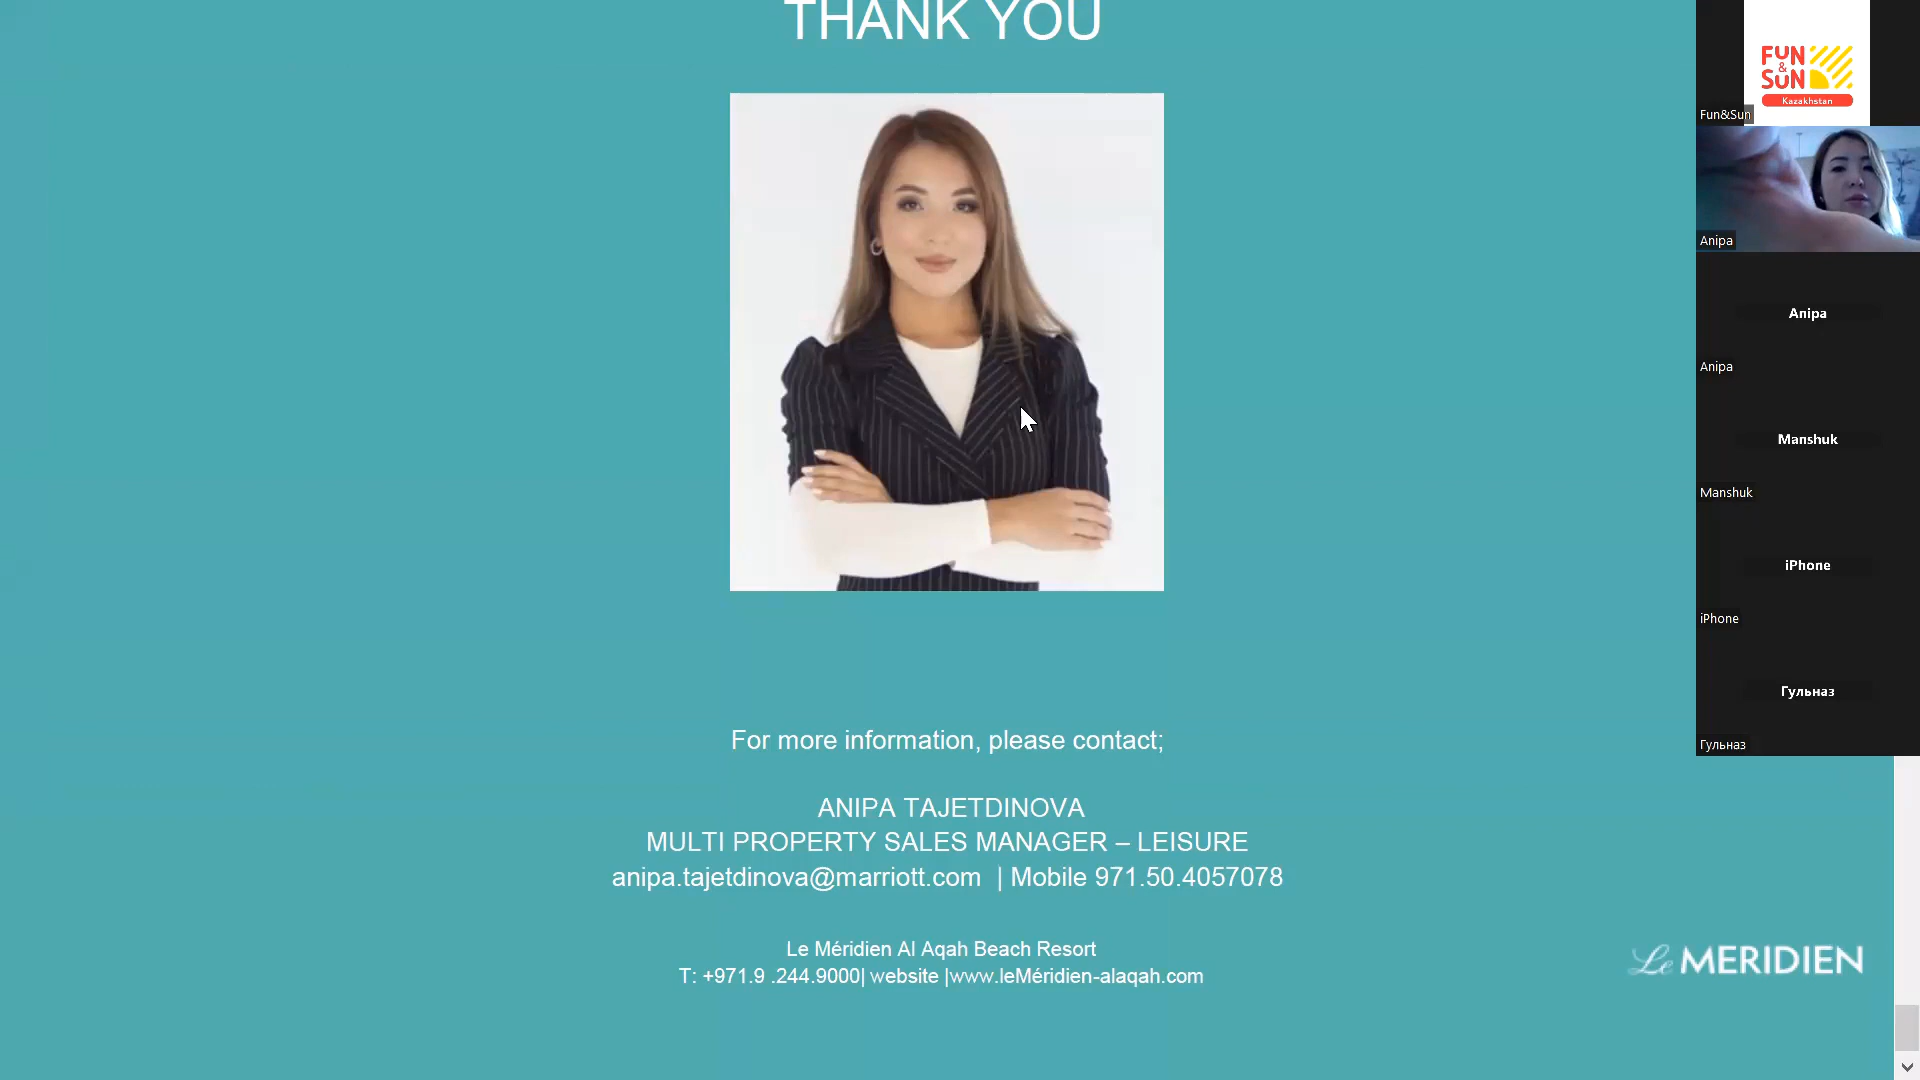 THANK YOU
For more information, please contact;
ANIPA TAJETDINOVA
MULTI PROPERTY SALES MANAGER – LEISURE
anipa.tajetdinova@marriott.com | Mobile 971.50.4057078
Le Méridien Al Aqah Beach Resort
T: +971.9 .244.9000| website |www.leMéridien-alaqah.com
Le MERIDIEN
FUN
&
SUN
Kazakhstan
Fun&Sun
Anipa
Anipa
Anipa
Manshuk
Manshuk
iPhone
iPhone
Гульназ
Гульназ